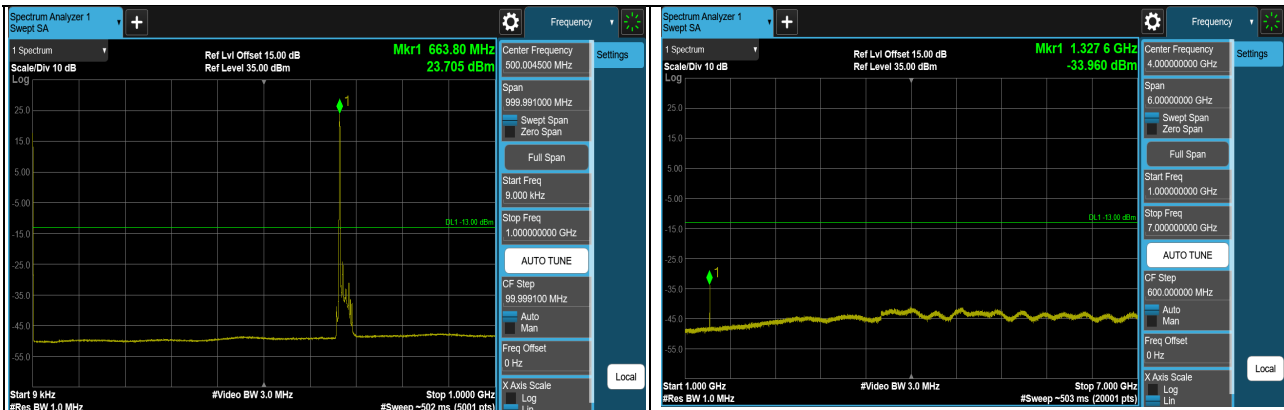 Spectrum Analyzer 1
Swept SA
+
Frequency
1 Spectrum
Scale/Div 10 dB
Log
Ref Lvl Offset 15.00 dB
Ref Level 35.00 dBm
Mkr1 663.80 MHz
23.705 dBm
1
25.0
15.0
5.00
-5.00
-15.0
-25.0
-35.0
-45.0
-55.0
DL1 -13.00 dBm
Start 9 kHz
#Res BW 1.0 MHz
#Video BW 3.0 MHz
Stop 1.0000 GHz
#Sweep ~502 ms (5001 pts)
Center Frequency
500.004500 MHz
Span
999.991000 MHz
Swept Span
Zero Span
Full Span
Start Freq
9.000 kHz
Stop Freq
1.000000000 GHz
AUTO TUNE
CF Step
99.999100 MHz
Auto
Man
Freq Offset
0 Hz
X Axis Scale
Log
Lin
Settings
Local
Spectrum Analyzer 1
Swept SA
+
Frequency
1 Spectrum
Scale/Div 10 dB
Log
Ref Lvl Offset 15.00 dB
Ref Level 35.00 dBm
Mkr1 1.327 6 GHz
-33.960 dBm
1
25.0
15.0
5.00
-5.00
-15.0
-25.0
-35.0
-45.0
-55.0
DL1 -13.00 dBm
Start 1.000 GHz
#Res BW 1.0 MHz
#Video BW 3.0 MHz
Stop 7.000 GHz
#Sweep ~503 ms (20001 pts)
Center Frequency
4.000000000 GHz
Span
6.00000000 GHz
Swept Span
Zero Span
Full Span
Start Freq
1.000000000 GHz
Stop Freq
7.000000000 GHz
AUTO TUNE
CF Step
600.000000 MHz
Auto
Man
Freq Offset
0 Hz
X Axis Scale
Log
Lin
Settings
Local